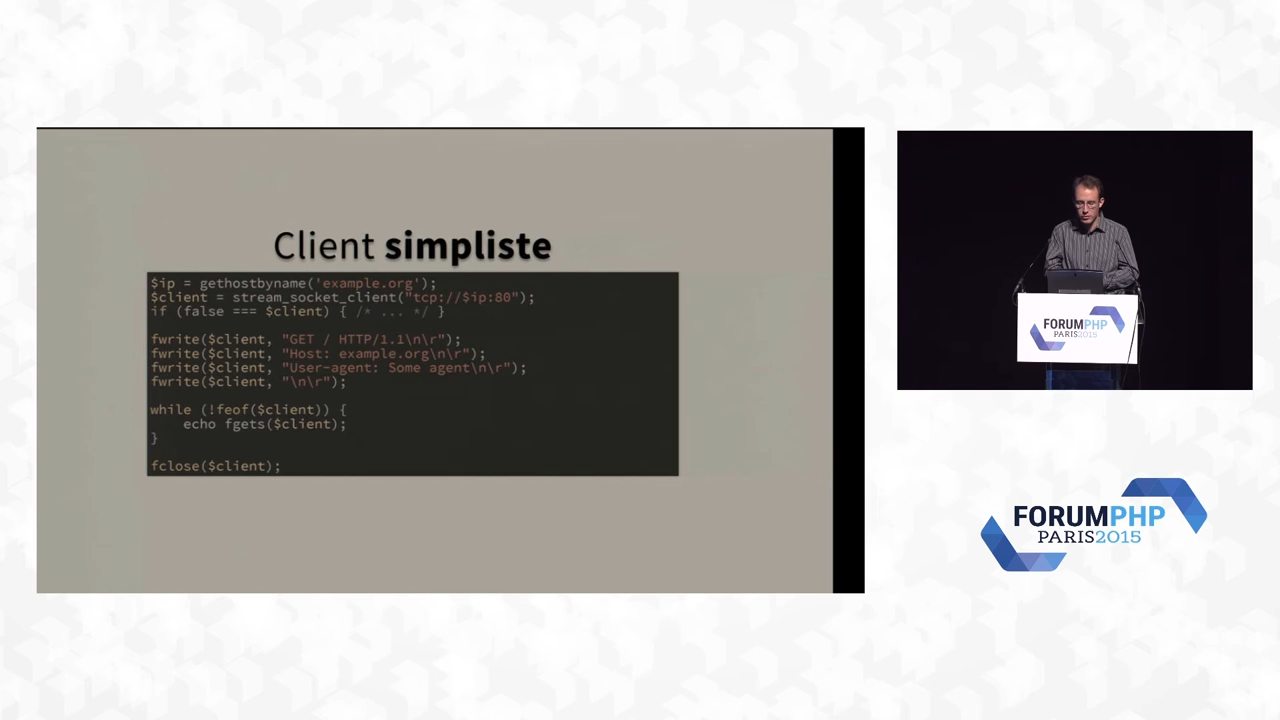 Client simpliste
$ip = gethostbyname('example.org');
$client = stream_socket_client("tcp://$ip:80");
if (false === $client) { /* ... */ }
fwrite($client, "GET / HTTP/1.1\n\r");
fwrite($client, "Host: example.org\n\r");
fwrite($client, "User-agent: Some agent\n\r");
fwrite($client, "\n\r");
while (!feof($client)) {
    echo fgets($client);
}
fclose($client);
FORUMPHP
PARIS2015
FORUMPHP
PARIS2015